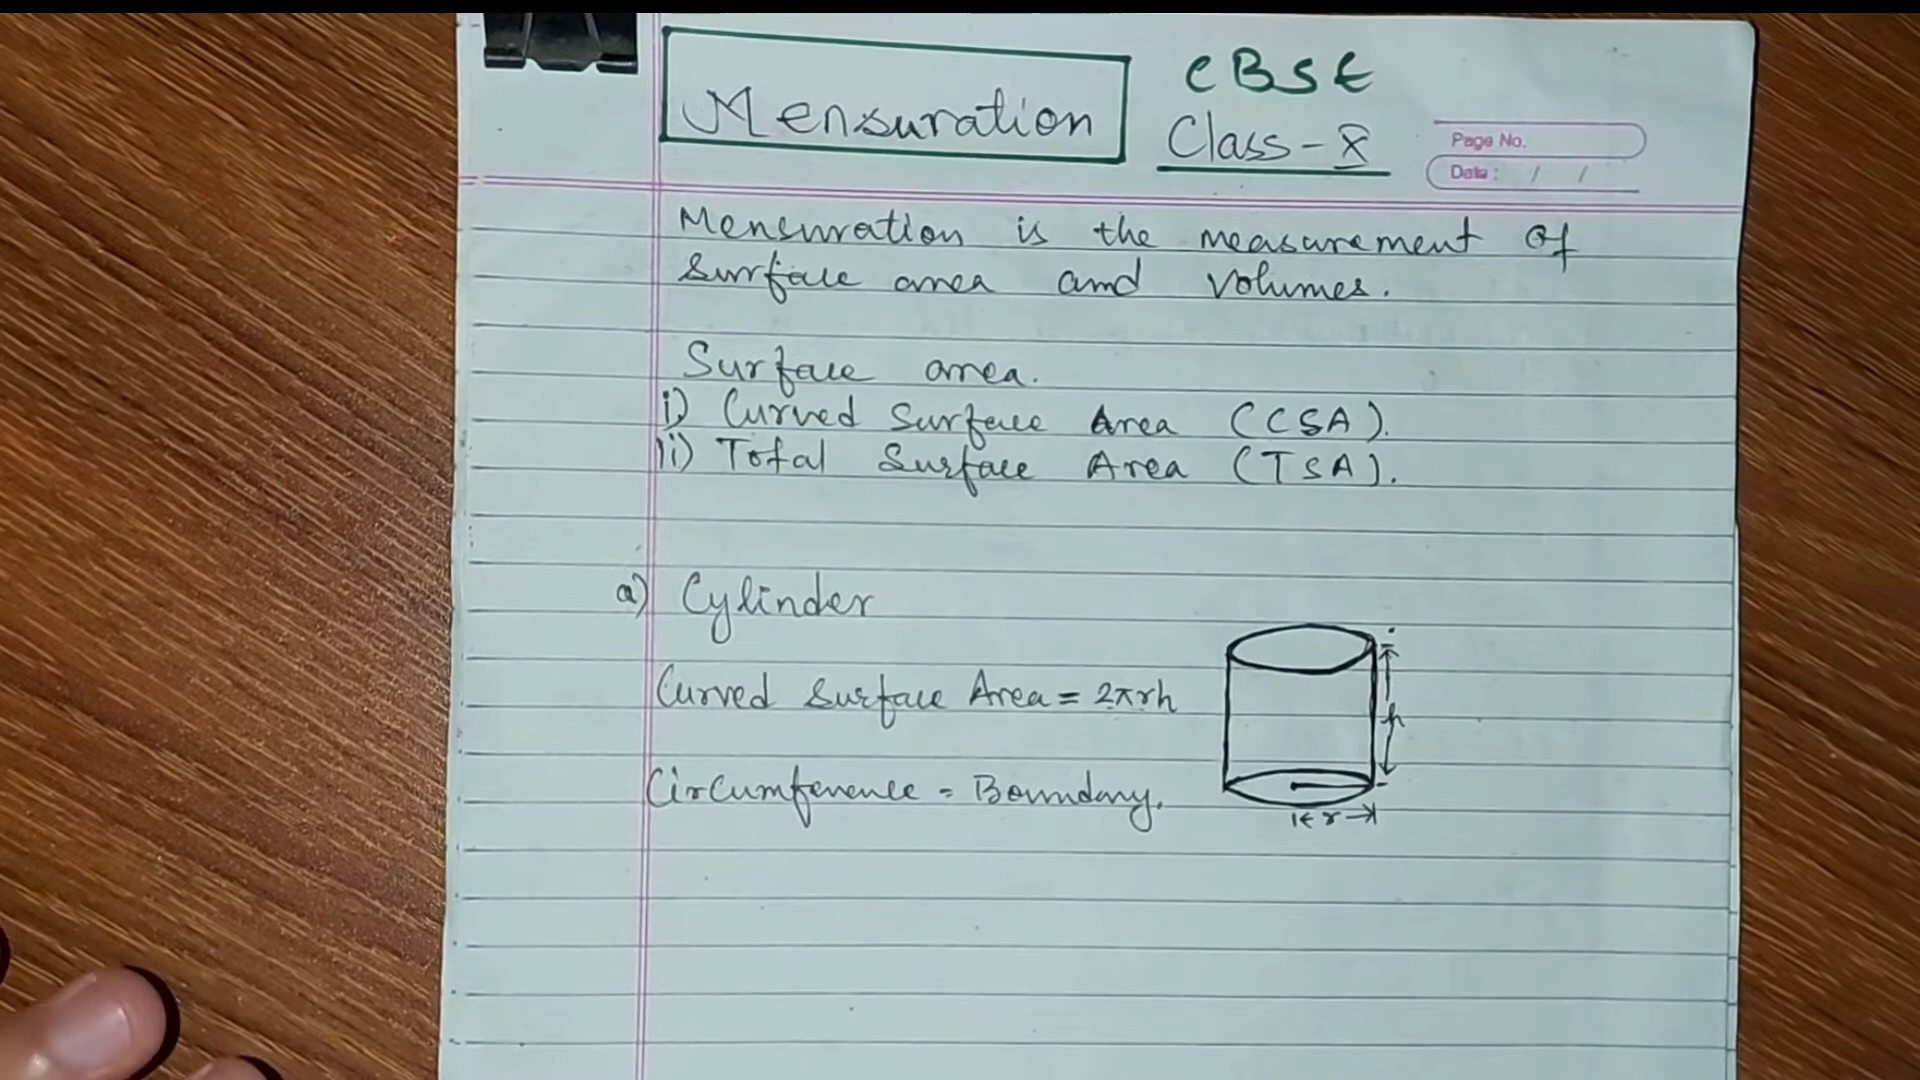 Mensuration
CBSE
Class-8
Page No.
Date: / /
Mensuration is the measurement of
surface area and volumes.
Surface area.
i) Curved Surface Area (CSA).
ii) Total Surface Area (TSA).
a) Cylinder
Curved Surface Area = 2πrh
h
Circumference = Boundary.
r